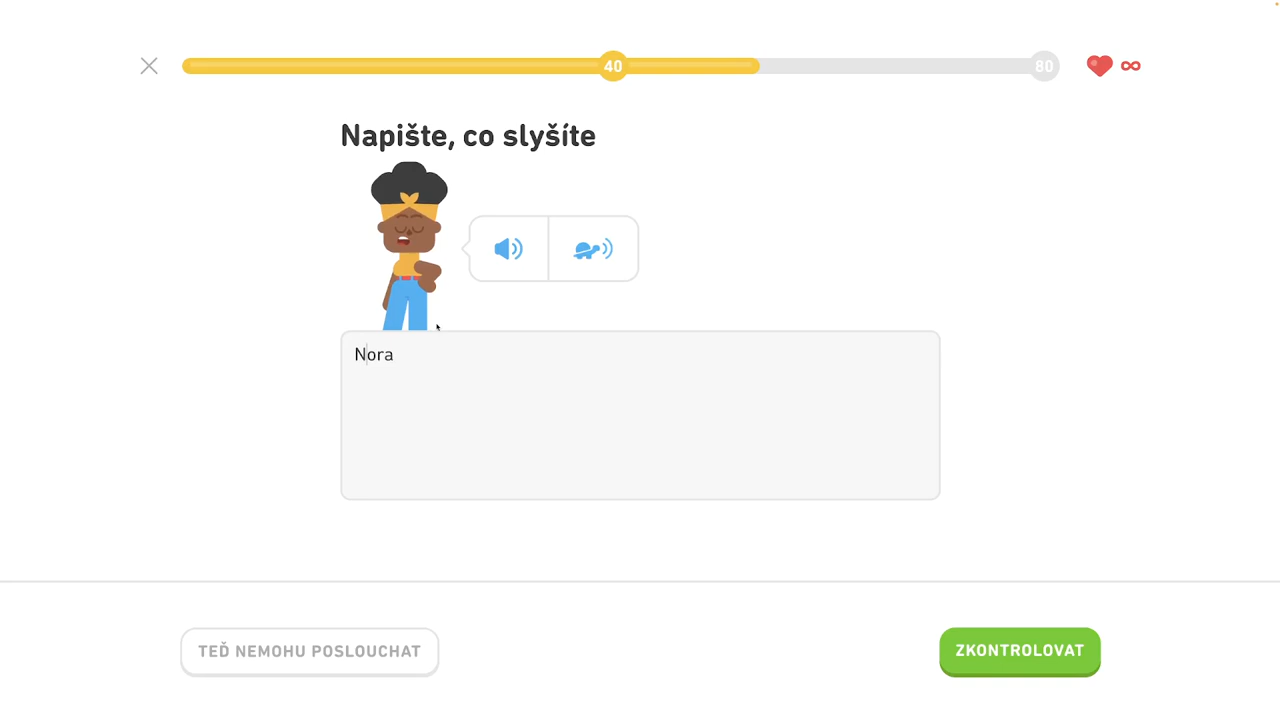 40
80
∞
Napište, co slyšíte
Nora
TEĎ NEMOHU POSLOUCHAT
ZKONTROLOVAT